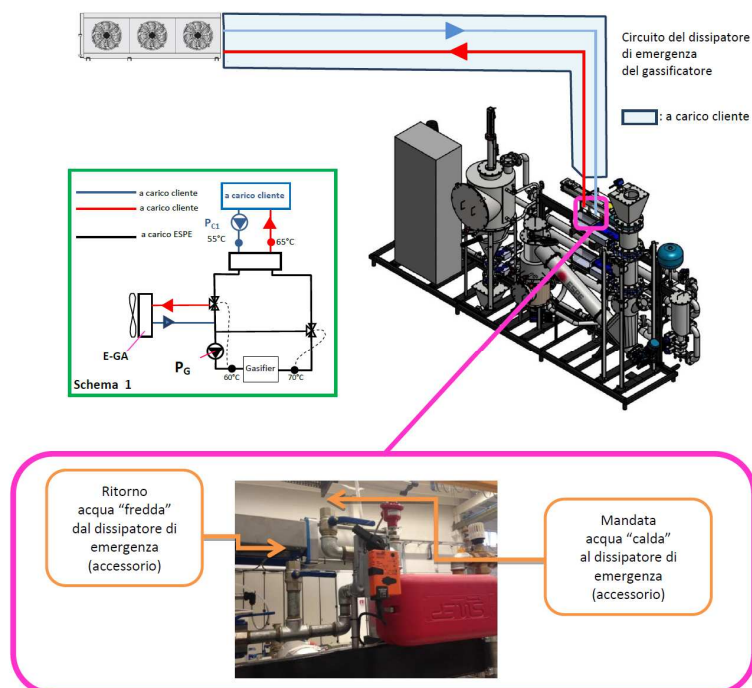 Circuito del dissipatore
di emergenza
del gassificatore
: a carico cliente
a carico cliente
a carico cliente
a carico ESPE
a carico cliente
PC1
55°C
65°C
E-GA
PG
60°C
Gasifier
70°C
Schema 1
Ritorno
acqua “fredda”
dal dissipatore di
emergenza
(accessorio)
Mandata
acqua “calda”
al dissipatore di
emergenza
(accessorio)